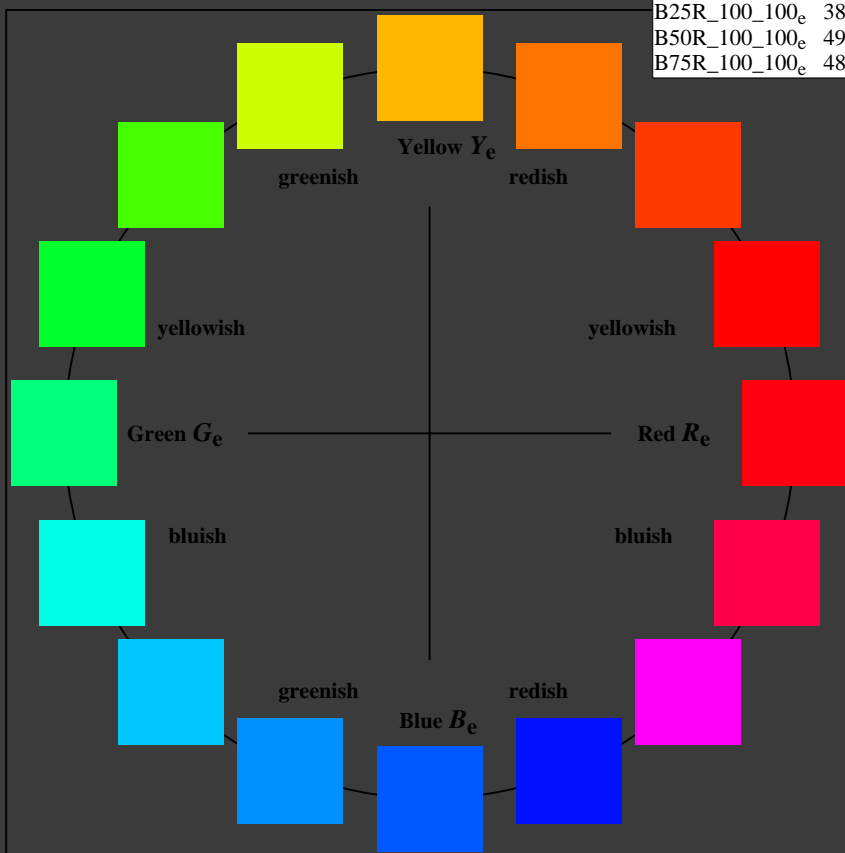 B25R_100_100e 38
B50R_100_100e 49
B75R_100_100e 48
Yellow Ye
greenish redish
yellowish yellowish
Green Ge Red Re
bluish bluish
greenish redish
Blue Be